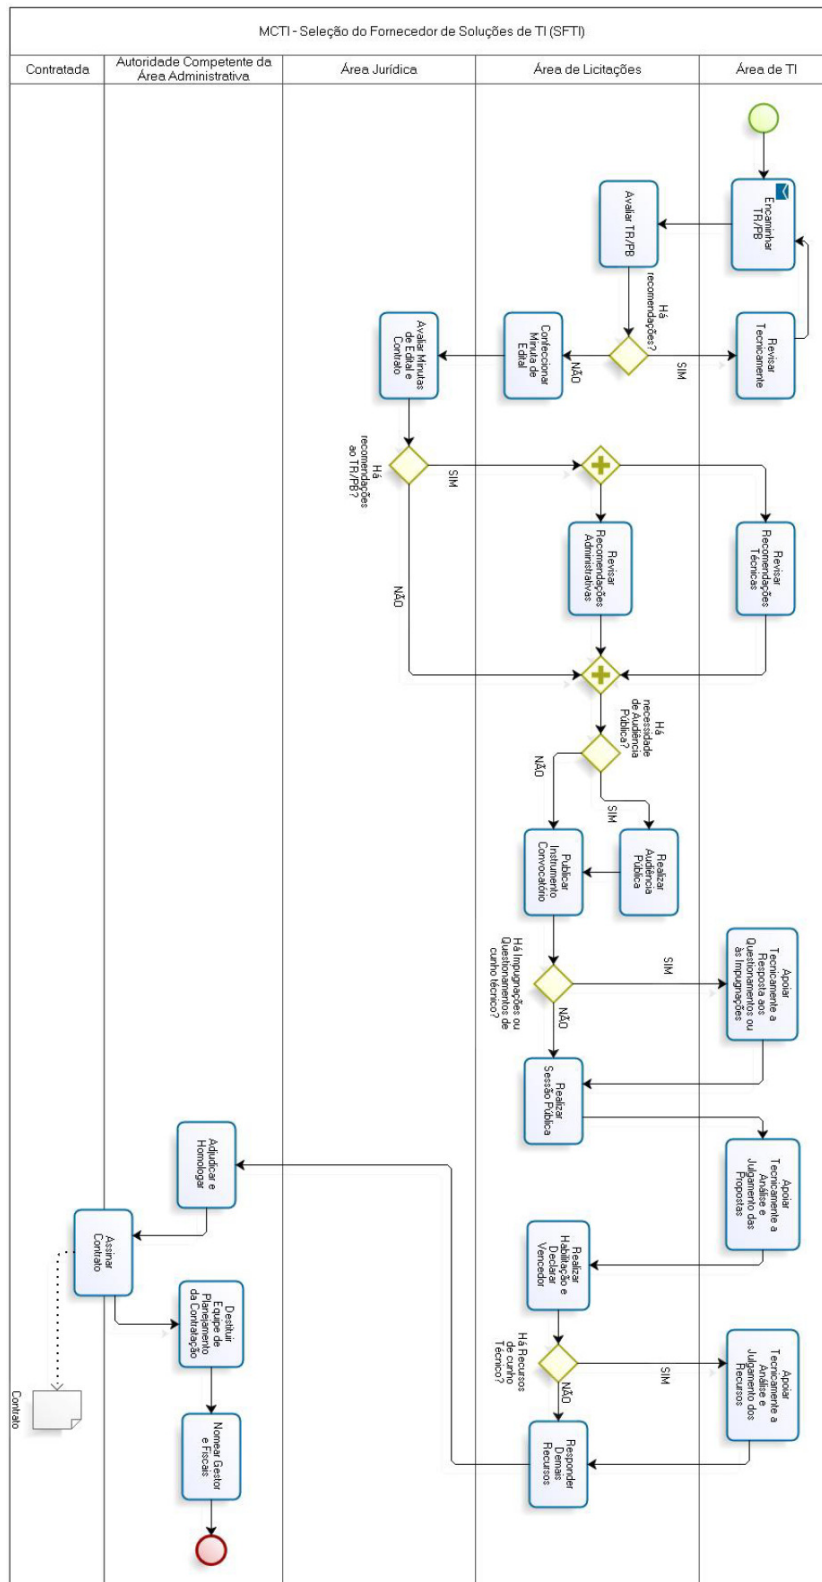 MCTI - Seleção do Fornecedor de Soluções de TI (SFTI)
Contratada
Autoridade Competente da
Área Administrativa
Área Jurídica
Área de Licitações
Área de TI
Encaminhar
TR/PB
Avaliar TR/PB
Há
recomendações?
SIM
NÃO
Revisar
Tecnicamente
Confeccionar
Minuta de
Edital
Avaliar Minutas
de Edital e
Contrato
Há
recomendações
ao TR/PB?
SIM
NÃO
Revisar
Recomendações
Administrativas
Revisar
Recomendações
Técnicas
Há
necessidade
de Audiência
Pública?
NÃO
SIM
Realizar
Audiência
Pública
Publicar
Instrumento
Convocatório
Há Impugnações ou
Questionamentos de
cunho técnico?
SIM
NÃO
Apoiar
Tecnicamente a
Resposta aos
Questionamentos ou
às Impugnações
Realizar
Sessão Pública
Apoiar
Tecnicamente a
Análise e
Julgamento das
Propostas
Realizar
Habilitação e
Declarar
Vencedor
Há Recursos
de cunho
Técnico?
SIM
NÃO
Apoiar
Tecnicamente a
Análise e
Julgamento dos
Recursos
Responder
Demais
Recursos
Adjudicar e
Homologar
Assinar
Contrato
Contrato
Destituir
Equipe de
Planejamento
da Contratação
Nomear Gestor
e Fiscais